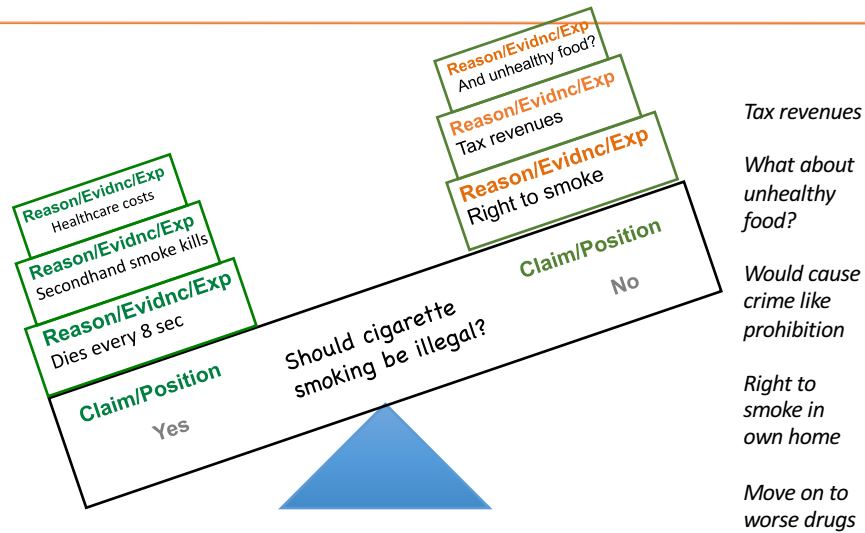 Reason/Evidnc/Exp
Healthcare costs
Reason/Evidnc/Exp
Secondhand smoke kills
Reason/Evidnc/Exp
Dies every 8 sec
Claim/Position
Yes
Should cigarette
smoking be illegal?
Reason/Evidnc/Exp
And unhealthy food?
Reason/Evidnc/Exp
Tax revenues
Reason/Evidnc/Exp
Right to smoke
Claim/Position
No
Tax revenues
What about
unhealthy
food?
Would cause
crime like
prohibition
Right to
smoke in
own home
Move on to
worse drugs